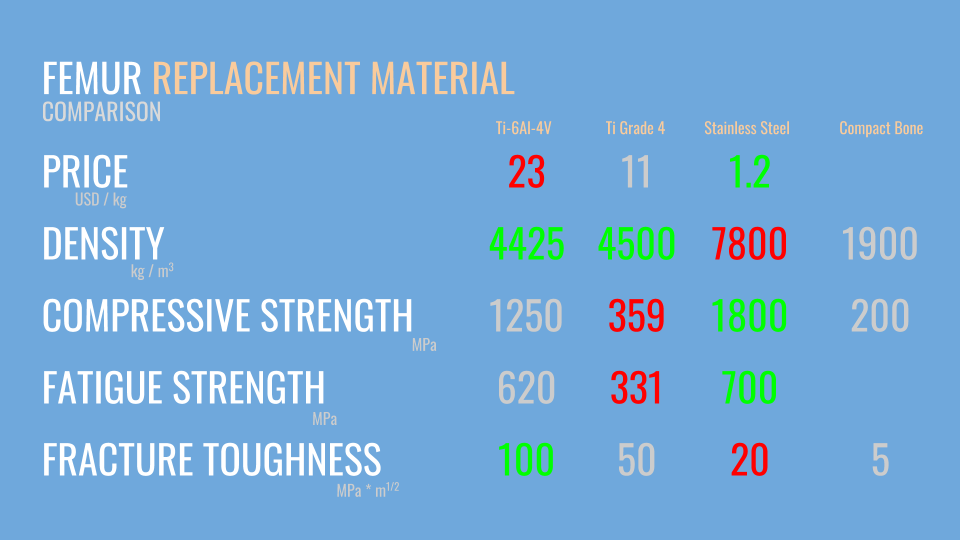 FEMUR REPLACEMENT MATERIAL
COMPARISON
Ti-6Al-4V Ti Grade 4 Stainless Steel Compact Bone
PRICE 23 11 1.2
USD / kg
DENSITY 4425 4500 7800 1900
kg / m³
COMPRESSIVE STRENGTH 1250 359 1800 200
MPa
FATIGUE STRENGTH 620 331 700
MPa
FRACTURE TOUGHNESS 100 50 20 5
MPa * m¹/²